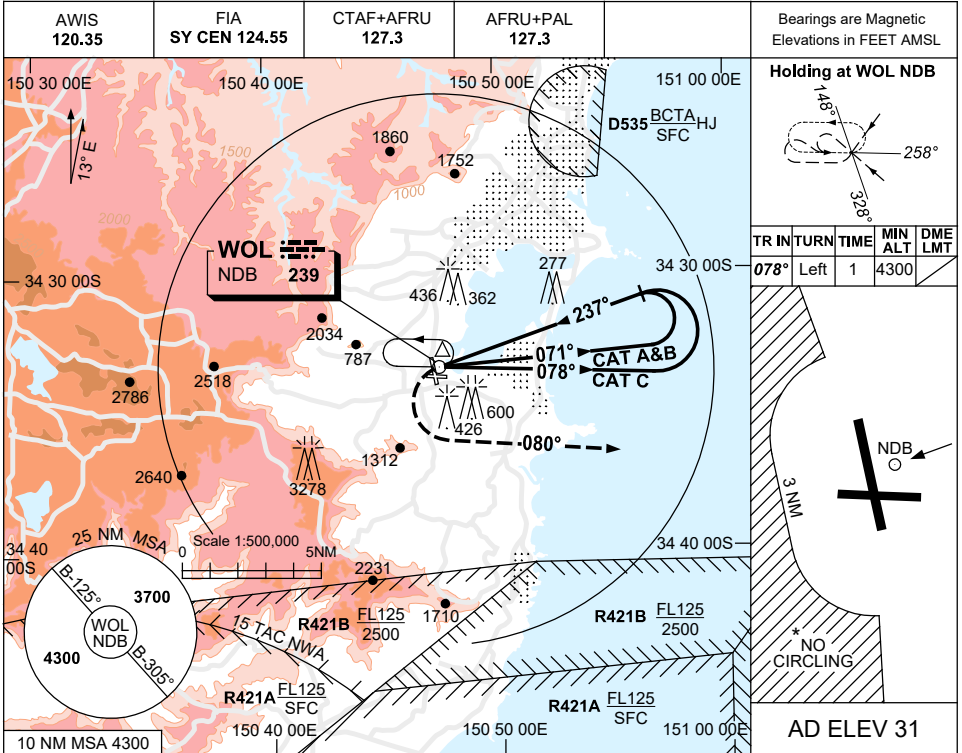 AWIS
120.35
FIA
SY CEN 124.55
CTAF+AFRU
127.3
AFRU+PAL
127.3
Bearings are Magnetic
Elevations in FEET AMSL
150 30 00E
150 40 00E
150 50 00E
151 00 00E
13° E
1500
1860
1752
1000
2000
D535 BCTA HJ
SFC
WOL
NDB 239
34 30 00S
34 30 00S
436
362
277
237°
2034
787
071°
CAT A&B
078°
CAT C
2518
2786
600
426
080°
1312
3278
2640
Scale 1:500,000
0
5NM
34 40
00S
34 40 00S
25 NM MSA
B-125°
3700
WOL
NDB
4300
B-305°
2231
R421B FL125
2500
1710
15 TAC NWA
R421B FL125
2500
R421A FL125
SFC
R421A FL125
SFC
150 40 00E
150 50 00E
151 00 00E
10 NM MSA 4300
Holding at WOL NDB
148°
258°
328°
TR IN
TURN
TIME
MIN
ALT
DME
LMT
078°
Left
1
4300
NDB
3 NM
*
NO
CIRCLING
AD ELEV 31